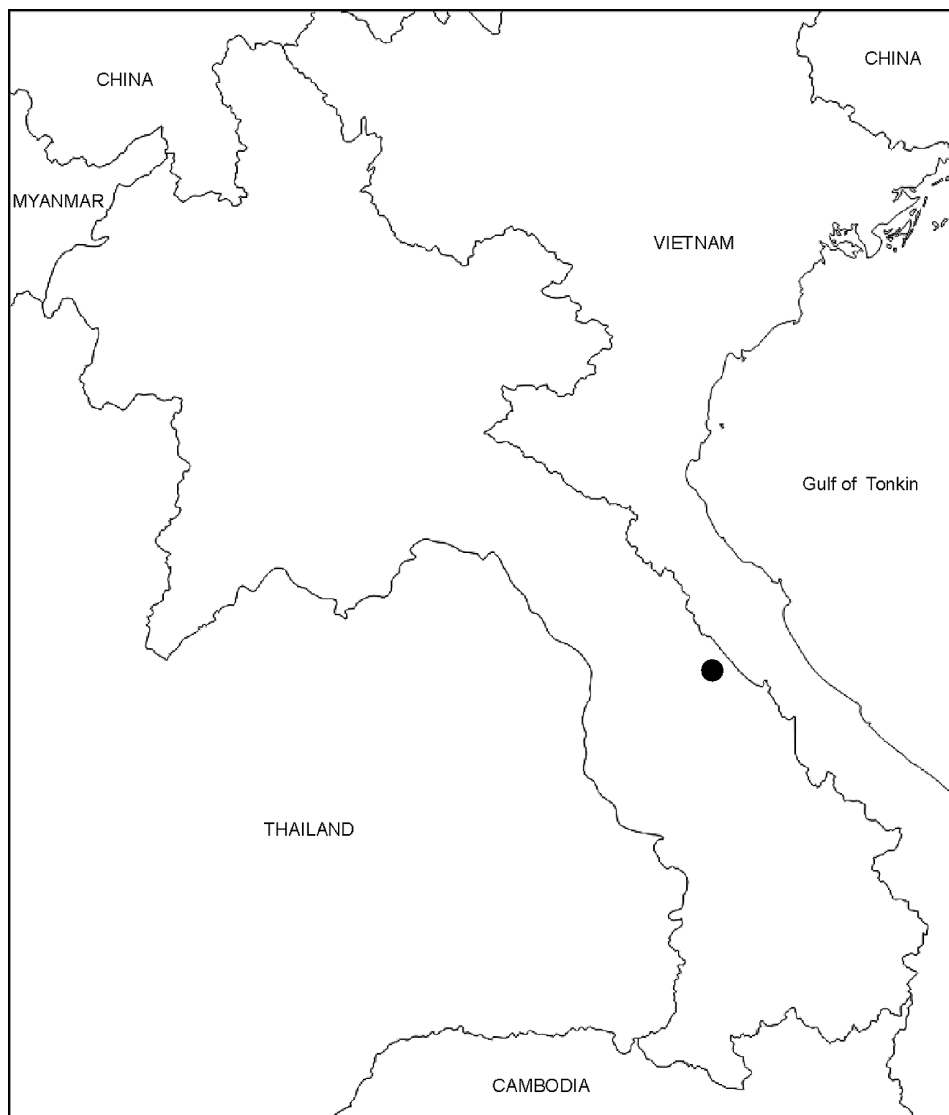 CHINA
CHINA
MYANMAR
VIETNAM
Gulf of Tonkin
THAILAND
CAMBODIA